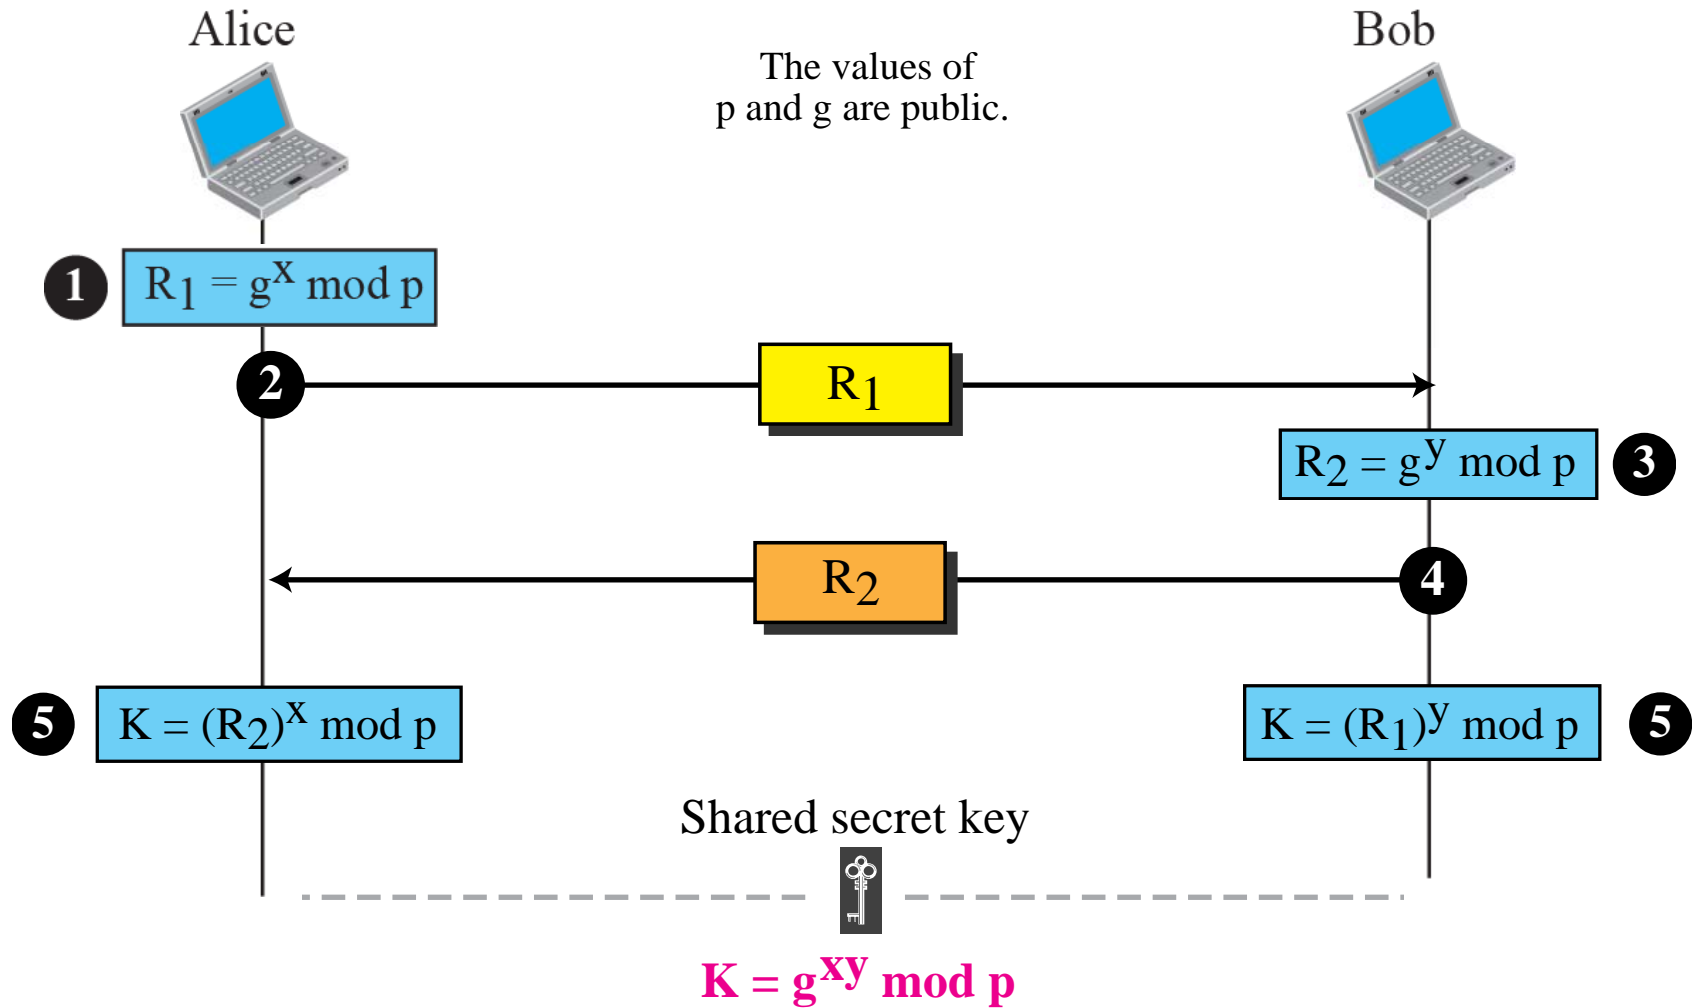 Alice
Bob
The values of
p and g are public.
1
R₁ = gˣ mod p
2
R₁
R₂ = gʸ mod p
3
R₂
4
5
K = (R₂)ˣ mod p
K = (R₁)ʸ mod p
5
Shared secret key
K = gˣʸ mod p